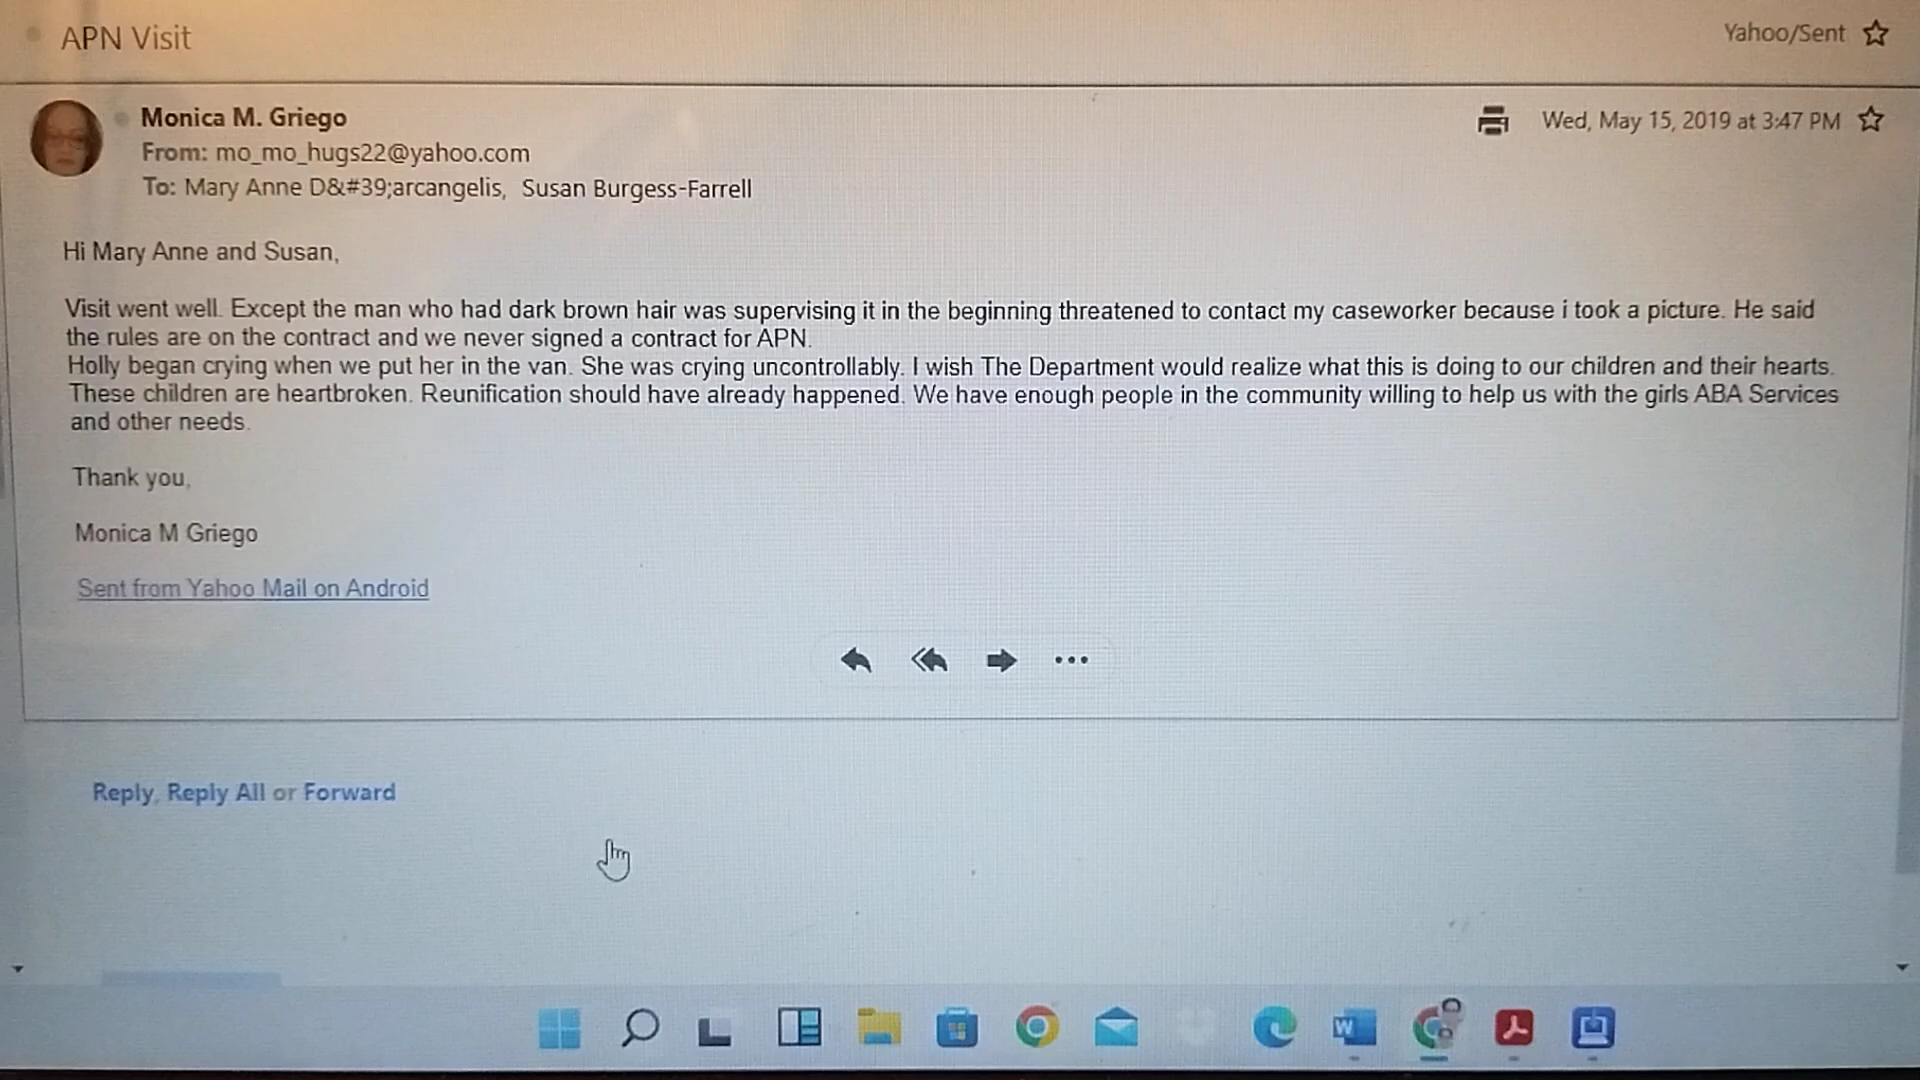 APN Visit
Yahoo/Sent
Monica M. Griego
Wed, May 15, 2019 at 3:47 PM
From: mo_mo_hugs22@yahoo.com
To: Mary Anne D&#39;arcangelis, Susan Burgess-Farrell
Hi Mary Anne and Susan,
Visit went well. Except the man who had dark brown hair was supervising it in the beginning threatened to contact my caseworker because i took a picture. He said
the rules are on the contract and we never signed a contract for APN.
Holly began crying when we put her in the van. She was crying uncontrollably. I wish The Department would realize what this is doing to our children and their hearts.
These children are heartbroken. Reunification should have already happened. We have enough people in the community willing to help us with the girls ABA Services
and other needs.
Thank you,
Monica M Griego
Sent from Yahoo Mail on Android
Reply, Reply All or Forward
W